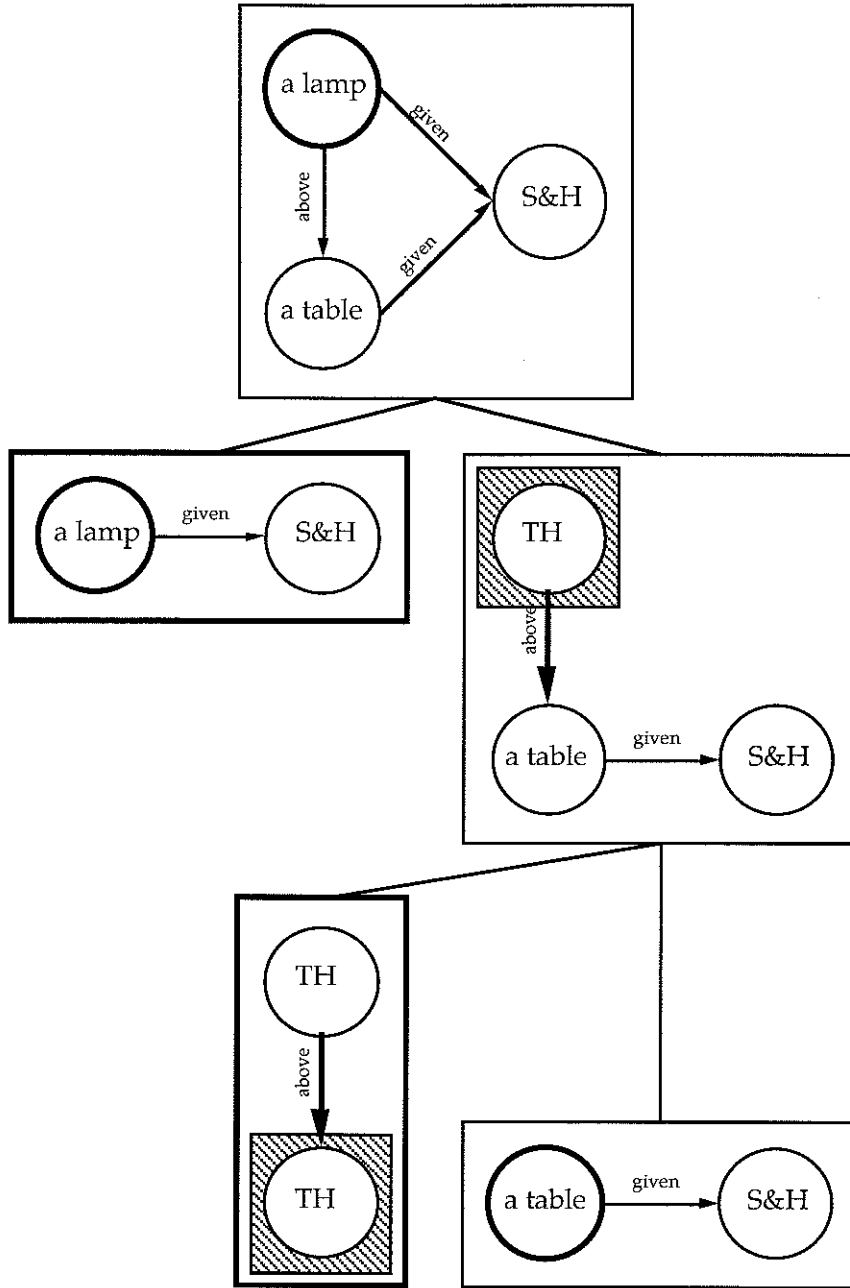 a lamp
given
S&H
above
given
a table
a lamp
given
S&H
TH
above
a table
given
S&H
TH
above
TH
a table
given
S&H